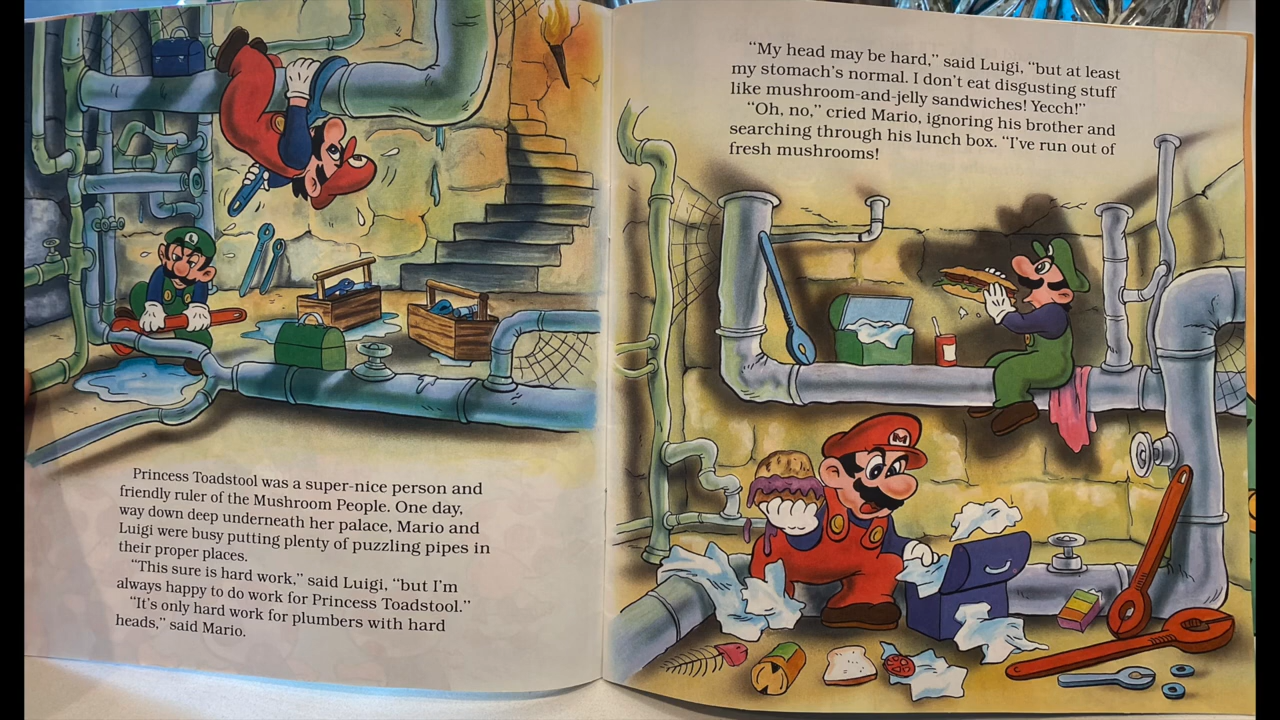 Princess Toadstool was a super-nice person and
friendly ruler of the Mushroom People. One day,
way down deep underneath her palace, Mario and
Luigi were busy putting plenty of puzzling pipes in
their proper places.
"This sure is hard work," said Luigi, "but I'm
always happy to do work for Princess Toadstool."
"It's only hard work for plumbers with hard
heads," said Mario.
"My head may be hard," said Luigi, "but at least
my stomach's normal. I don't eat disgusting stuff
like mushroom-and-jelly sandwiches! Yecch!"
"Oh, no," cried Mario, ignoring his brother and
searching through his lunch box. "I've run out of
fresh mushrooms!
L
M